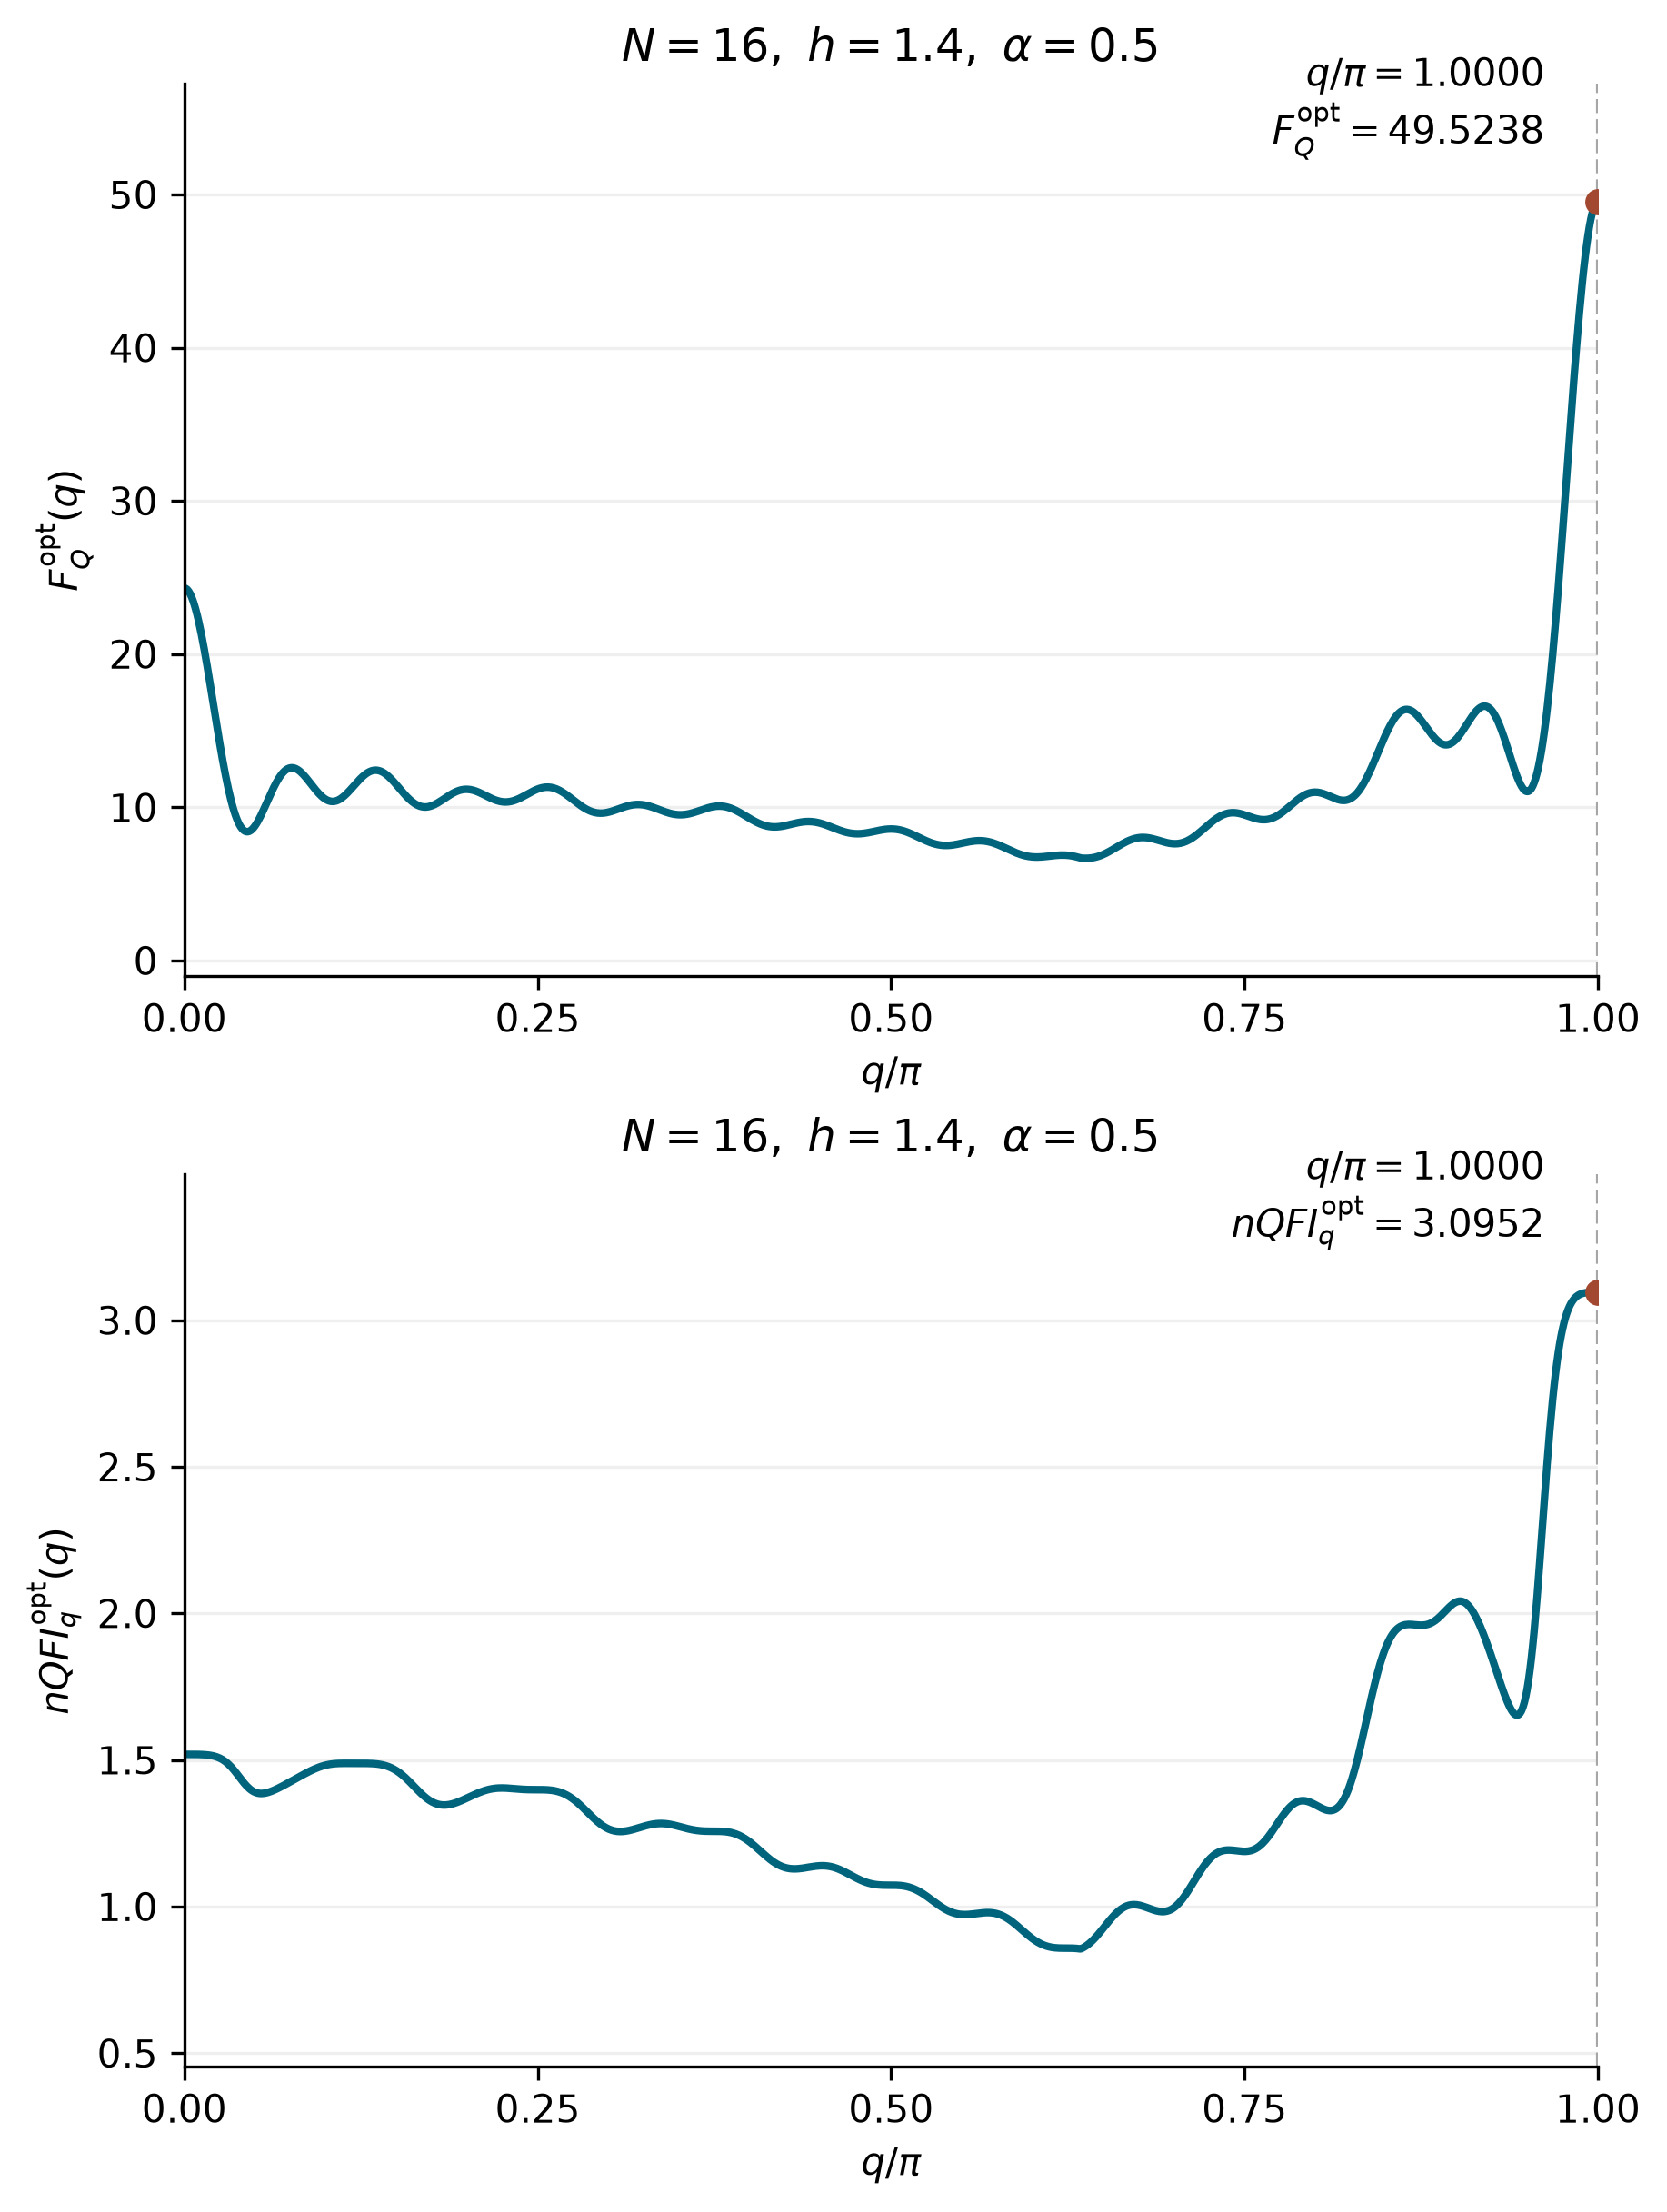 N = 16, h = 1.4, α = 0.5
q/π = 1.0000
F_Q^opt = 49.5238
50
40
30
20
10
0
F_Q^opt(q)
0.00 0.25 0.50 0.75 1.00
q/π
N = 16, h = 1.4, α = 0.5
q/π = 1.0000
nQFI_q^opt = 3.0952
3.0
2.5
2.0
1.5
1.0
0.5
nQFI_q^opt(q)
0.00 0.25 0.50 0.75 1.00
q/π